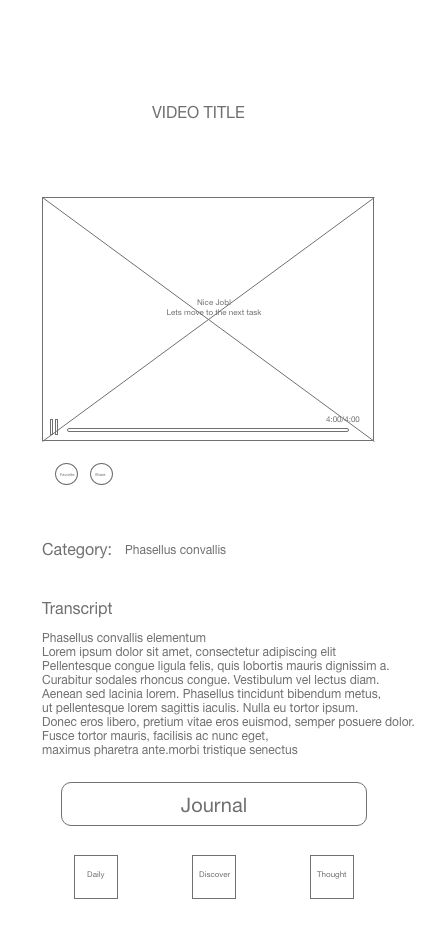 VIDEO TITLE
Nice Job!
Lets move to the next task
4:00/4:00
Favorite Share
Category: Phasellus convallis
Transcript
Phasellus convallis elementum
Lorem ipsum dolor sit amet, consectetur adipiscing elit
Pellentesque congue ligula felis, quis lobortis mauris dignissim a.
Curabitur sodales rhoncus congue. Vestibulum vel lectus diam.
Aenean sed lacinia lorem. Phasellus tincidunt bibendum metus,
ut pellentesque lorem sagittis iaculis. Nulla eu tortor ipsum.
Donec eros libero, pretium vitae eros euismod, semper posuere dolor.
Fusce tortor mauris, facilisis ac nunc eget,
maximus pharetra ante.morbi tristique senectus
Journal
Daily Discover Thought